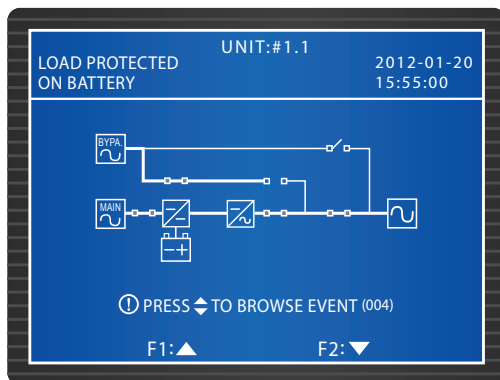 UNIT:#1.1
LOAD PROTECTED
ON BATTERY
2012-01-20
15:55:00
BYPA.
MAIN
PRESS TO BROWSE EVENT (004)
F1: F2: